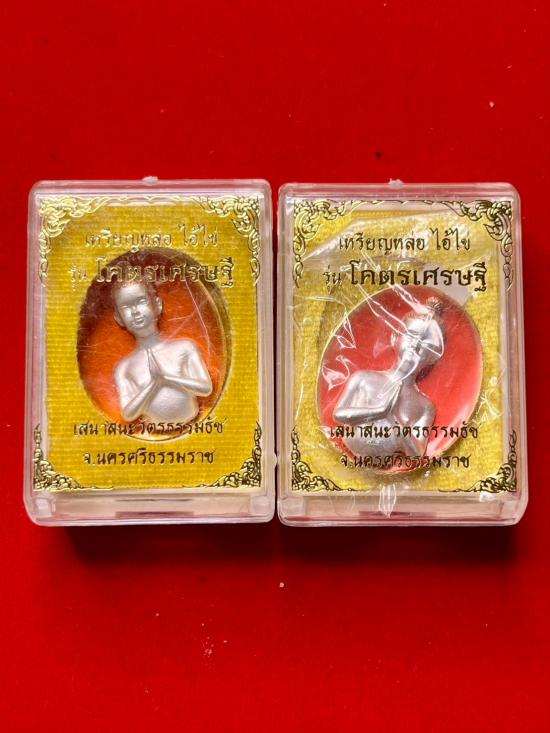 เหรียญหล่อ ไอ้ไข่
รุ่น โคตรเศรษฐี
เสนาสนะวัตรธรรมธัช
จ.นครศรีธรรมราช
เหรียญหล่อ ไอ้ไข่
รุ่น โคตรเศรษฐี
เสนาสนะวัตรธรรมธัช
จ.นครศรีธรรมราช